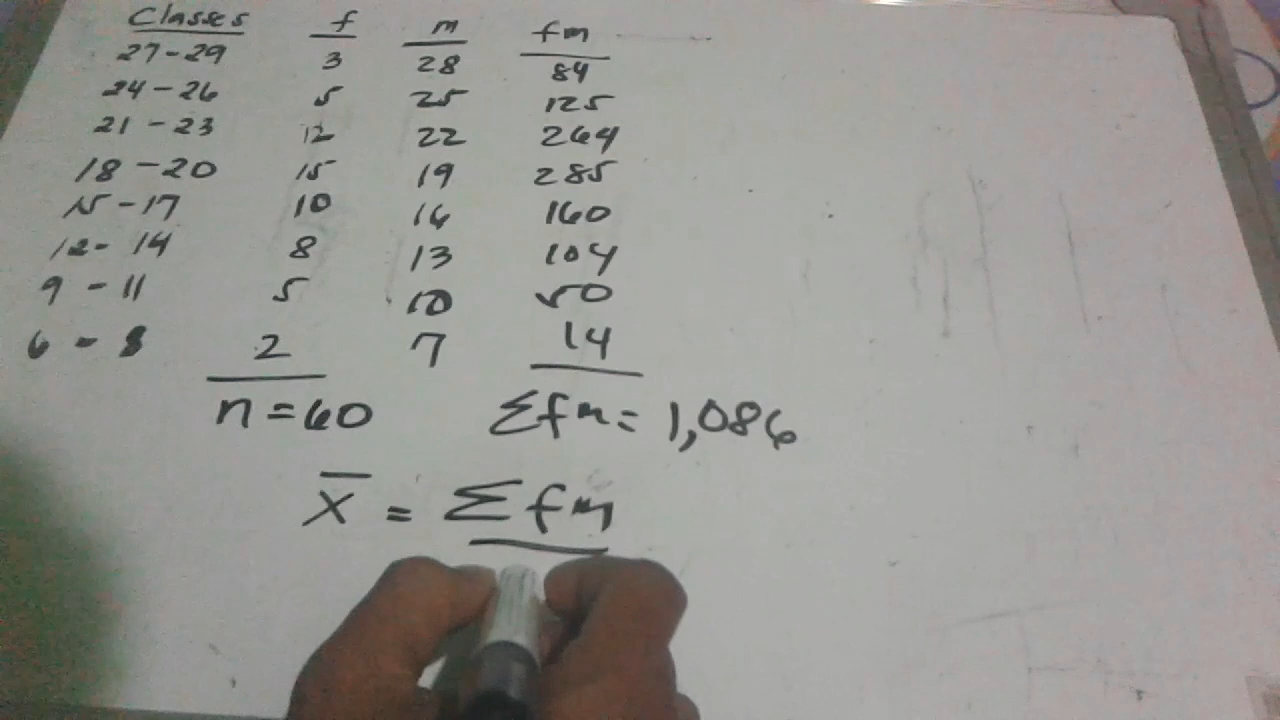 Classes f m fm
27-29 3 28 84
24-26 5 25 125
21-23 12 22 264
18-20 15 19 285
15-17 10 16 160
12-14 8 13 104
9-11 5 10 50
6-8 2 7 14
n=60 Σfm= 1,086
X̄ = Σfm